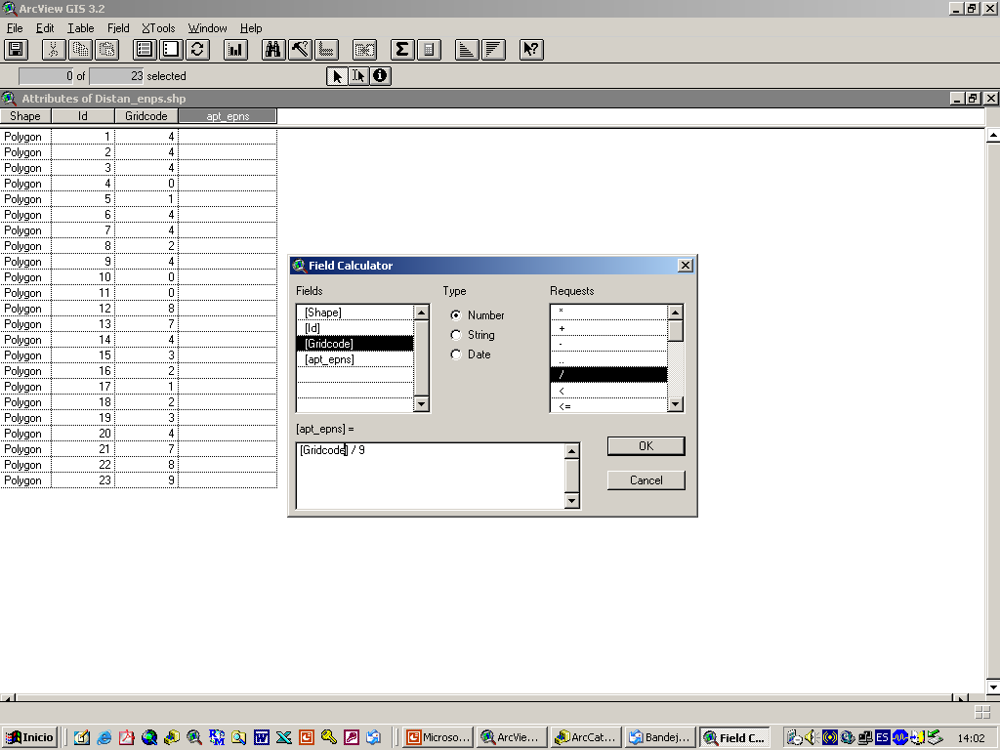 ArcView GIS 3.2
File Edit Table Field XTools Window Help
0 of 23 selected
Attributes of Distan_enps.shp
Shape Id Gridcode apt_epns
Polygon 1 4
Polygon 2 4
Polygon 3 4
Polygon 4 0
Polygon 5 1
Polygon 6 4
Polygon 7 4
Polygon 8 2
Polygon 9 4
Polygon 10 0
Polygon 11 0
Polygon 12 8
Polygon 13 7
Polygon 14 4
Polygon 15 3
Polygon 16 2
Polygon 17 1
Polygon 18 2
Polygon 19 3
Polygon 20 4
Polygon 21 7
Polygon 22 8
Polygon 23 9
Field Calculator
Fields Type Requests
[Shape]
[Id]
[Gridcode]
[apt_epns]
Number
String
Date
*
+
-
..
/
<
<=
[apt_epns] =
[Gridcode] / 9
OK
Cancel
Inicio Microso... ArcVie... ArcCat... Bandej... Field C... ES 14:02